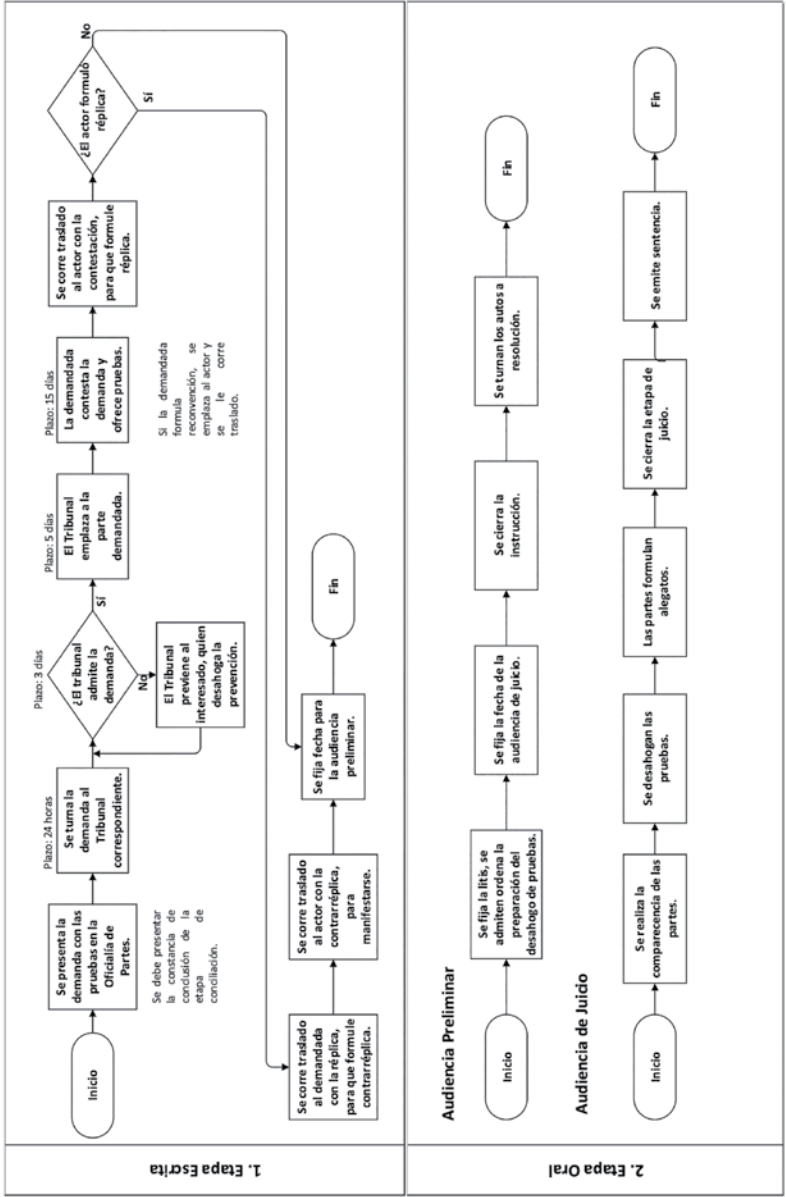 1. Etapa Escrita
Inicio
Se presenta la
demanda con las
pruebas en la
Oficialía de
Partes.
Se debe presentar
la constancia de
conclusión de la
etapa de
conciliación.
Plazo: 24 horas
Se turna la
demanda al
Tribunal
correspondiente.
Plazo: 3 días
¿El tribunal
admite la
demanda?
No
Sí
El Tribunal
previene al
interesado, quien
desahoga la
prevención.
Plazo: 5 días
El Tribunal
emplaza a la
parte
demandada.
Plazo: 15 días
La demandada
contesta la
demanda y
ofrece pruebas.
Si la demandada
formula
reconvención, se
emplaza al actor y
se le corre
traslado.
Se corre traslado
al actor con la
contestación,
para que formule
réplica.
¿El actor formuló
réplica?
No
Sí
Se corre traslado
al demandada
con la réplica,
para que formule
contrarréplica.
Se corre traslado
al actor con la
contrarréplica,
para
manifestarse.
Se fija fecha para
la audiencia
preliminar.
Fin
2. Etapa Oral
Audiencia Preliminar
Inicio
Se fija la litis, se
admiten ordena la
preparación del
desahogo de pruebas.
Se fija la fecha de la
audiencia de juicio.
Se cierra la
instrucción.
Se turnan los autos a
resolución.
Fin
Audiencia de Juicio
Inicio
Se realiza la
comparecencia de las
partes.
Se desahogan las
pruebas.
Las partes formulan
alegatos.
Se cierra la etapa de
juicio.
Se emite sentencia.
Fin